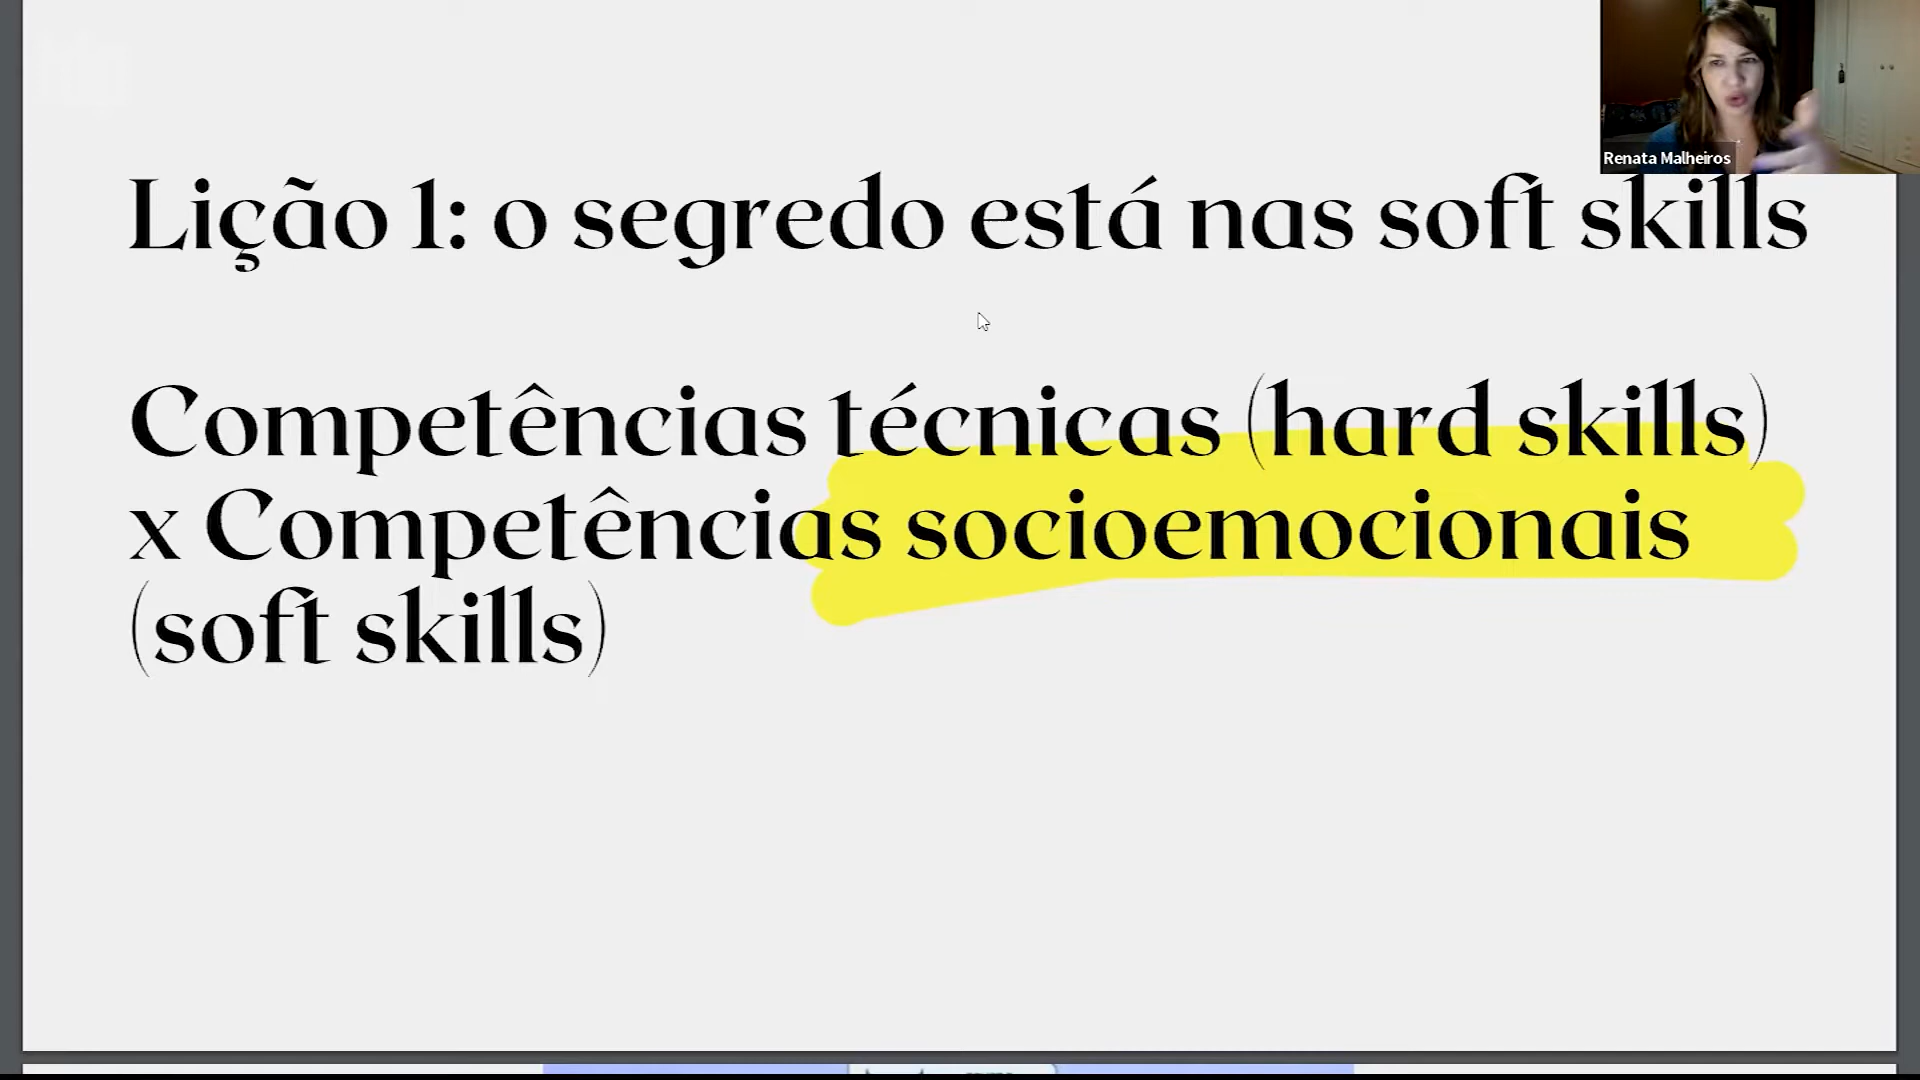 Renata Malheiros
Lição 1: o segredo está nas soft skills
Competências técnicas (hard skills)
x Competências socioemocionais
(soft skills)